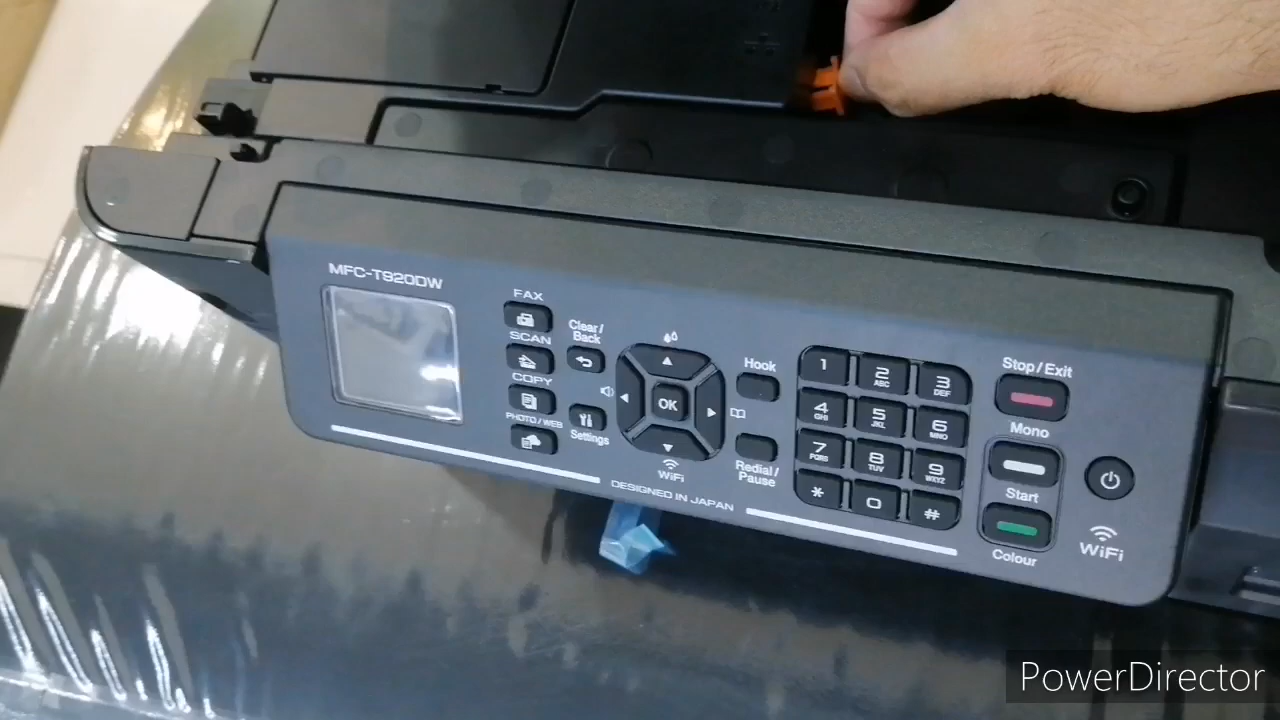 MFC-T920DW
FAX
SCAN
COPY
PHOTO / WEB
Clear /
Back
Settings
OK
WiFi
Hook
Redial /
Pause
1
2
ABC
3
DEF
4
GHI
5
JKL
6
MNO
7
PQRS
8
TUV
9
WXYZ
*
0
#
Stop / Exit
Mono
Start
Colour
WiFi
DESIGNED IN JAPAN
PowerDirector